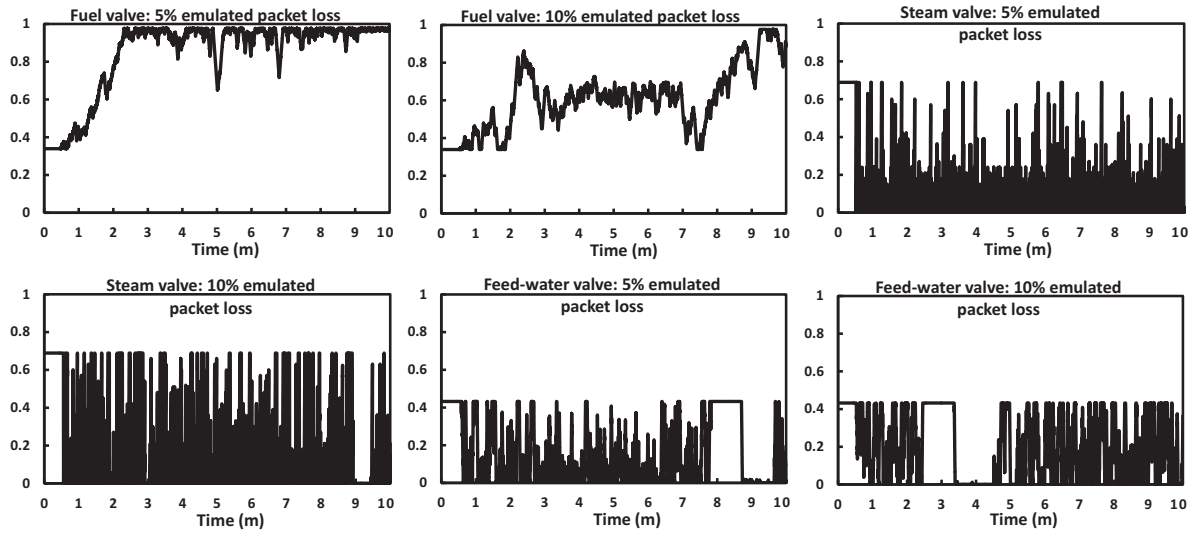 Fuel valve: 5% emulated packet loss
1
0.8
0.6
0.4
0.2
0
0 1 2 3 4 5 6 7 8 9 10
Time (m)
Fuel valve: 10% emulated packet loss
1
0.8
0.6
0.4
0.2
0
0 1 2 3 4 5 6 7 8 9 10
Time (m)
Steam valve: 5% emulated
packet loss
1
0.8
0.6
0.4
0.2
0
0 1 2 3 4 5 6 7 8 9 10
Time (m)
Steam valve: 10% emulated
packet loss
1
0.8
0.6
0.4
0.2
0
0 1 2 3 4 5 6 7 8 9 10
Time (m)
Feed-water valve: 5% emulated
packet loss
1
0.8
0.6
0.4
0.2
0
0 1 2 3 4 5 6 7 8 9 10
Time (m)
Feed-water valve: 10% emulated
packet loss
1
0.8
0.6
0.4
0.2
0
0 1 2 3 4 5 6 7 8 9 10
Time (m)